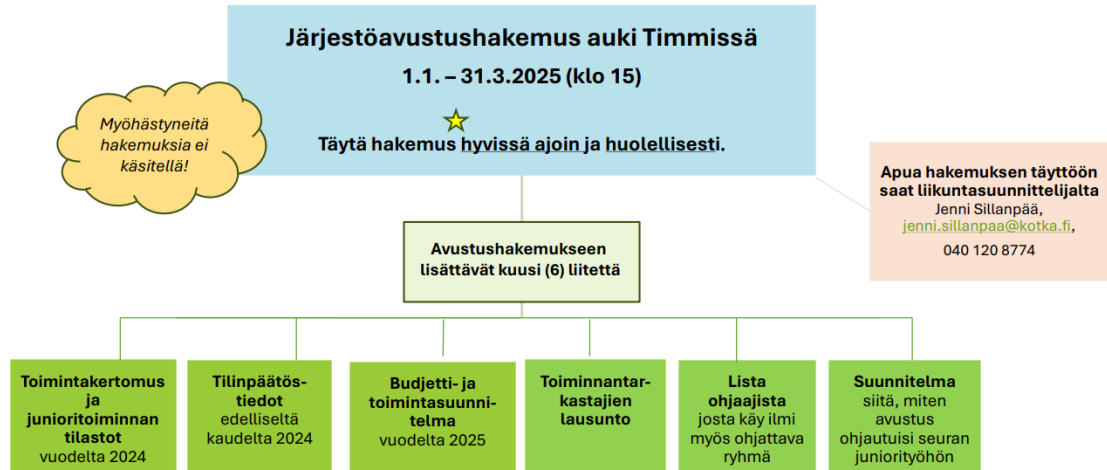 Järjestöavustushakemus auki Timmissä
1.1. – 31.3.2025 (klo 15)
Täytä hakemus hyvissä ajoin ja huolellisesti.
Myöhästyneitä
hakemuksia ei
käsitellä!
Apua hakemuksen täyttöön
saat liikuntasuunnittelijalta
Jenni Sillanpää,
jenni.sillanpaa@kotka.fi,
040 120 8774
Avustushakemukseen
lisättävät kuusi (6) liitettä
Toimintakertomus
ja
junioritoiminnan
tilastot
vuodelta 2024
Tilinpäätös-
tiedot
edelliseltä
kaudelta 2024
Budjetti- ja
toimintasuunni-
telma
vuodelta 2025
Toiminnantar-
kastajien
lausunto
Lista
ohjaajista
josta käy ilmi
myös ohjattava
ryhmä
Suunnitelma
siitä, miten
avustus
ohjautuisi seuran
juniorityöhön